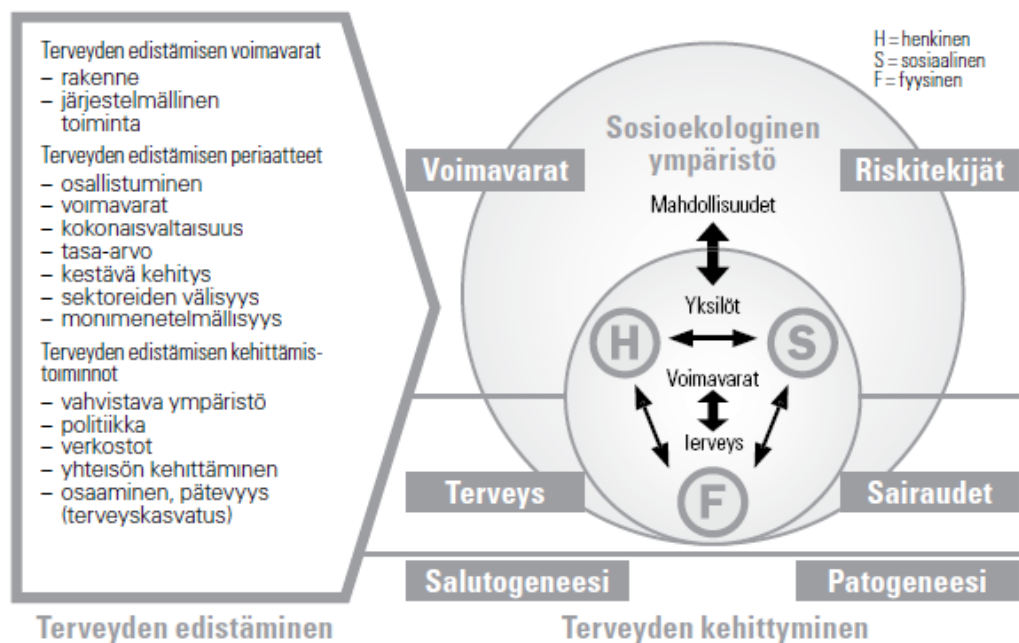 Terveyden edistämisen voimavarat
– rakenne
– järjestelmällinen
toiminta
Terveyden edistämisen periaatteet
– osallistuminen
– voimavarat
– kokonaisvaltaisuus
– tasa-arvo
– kestävä kehitys
– sektoreiden välisyys
– monimenetelmällisyys
Terveyden edistämisen kehittämis-
toiminnot
– vahvistava ympäristö
– politiikka
– verkostot
– yhteisön kehittäminen
– osaaminen, pätevyys
(terveyskasvatus)
Terveyden edistäminen
H = henkinen
S = sosiaalinen
F = fyysinen
Sosioekologinen
ympäristö
Voimavarat
Riskitekijät
Mahdollisuudet
Yksilöt
H
S
Voimavarat
Terveys
F
Terveys
Sairaudet
Salutogeneesi
Patogeneesi
Terveyden kehittyminen